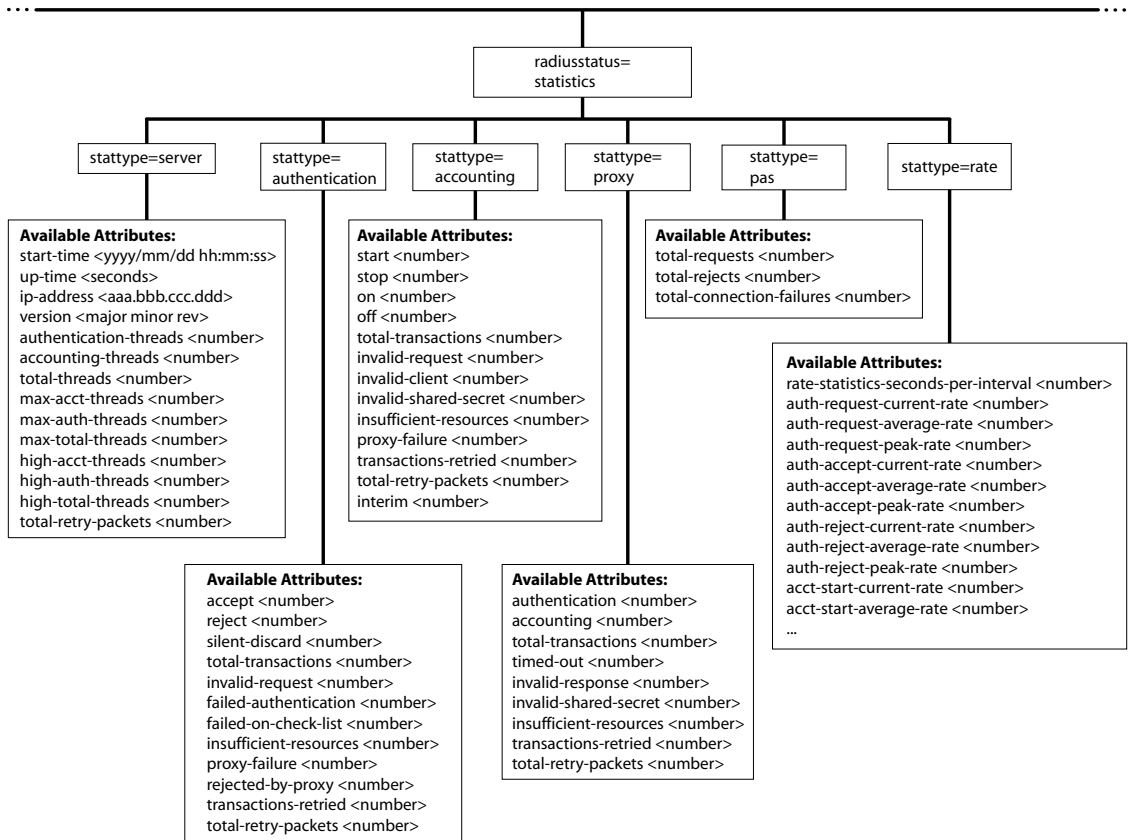 radiusstatus=
statistics
stattype=server
stattype=
authentication
stattype=
accounting
stattype=
proxy
stattype=
pas
stattype=rate
Available Attributes:
start-time <yyyy/mm/dd hh:mm:ss>
up-time <seconds>
ip-address <aaa.bbb.ccc.ddd>
version <major minor rev>
authentication-threads <number>
accounting-threads <number>
total-threads <number>
max-acct-threads <number>
max-auth-threads <number>
max-total-threads <number>
high-acct-threads <number>
high-auth-threads <number>
high-total-threads <number>
total-retry-packets <number>
Available Attributes:
start <number>
stop <number>
on <number>
off <number>
total-transactions <number>
invalid-request <number>
invalid-client <number>
invalid-shared-secret <number>
insufficient-resources <number>
proxy-failure <number>
transactions-retried <number>
total-retry-packets <number>
interim <number>
Available Attributes:
total-requests <number>
total-rejects <number>
total-connection-failures <number>
Available Attributes:
rate-statistics-seconds-per-interval <number>
auth-request-current-rate <number>
auth-request-average-rate <number>
auth-request-peak-rate <number>
auth-accept-current-rate <number>
auth-accept-average-rate <number>
auth-accept-peak-rate <number>
auth-reject-current-rate <number>
auth-reject-average-rate <number>
auth-reject-peak-rate <number>
acct-start-current-rate <number>
acct-start-average-rate <number>
...
Available Attributes:
accept <number>
reject <number>
silent-discard <number>
total-transactions <number>
invalid-request <number>
failed-authentication <number>
failed-on-check-list <number>
insufficient-resources <number>
proxy-failure <number>
rejected-by-proxy <number>
transactions-retried <number>
total-retry-packets <number>
Available Attributes:
authentication <number>
accounting <number>
total-transactions <number>
timed-out <number>
invalid-response <number>
invalid-shared-secret <number>
insufficient-resources <number>
transactions-retried <number>
total-retry-packets <number>